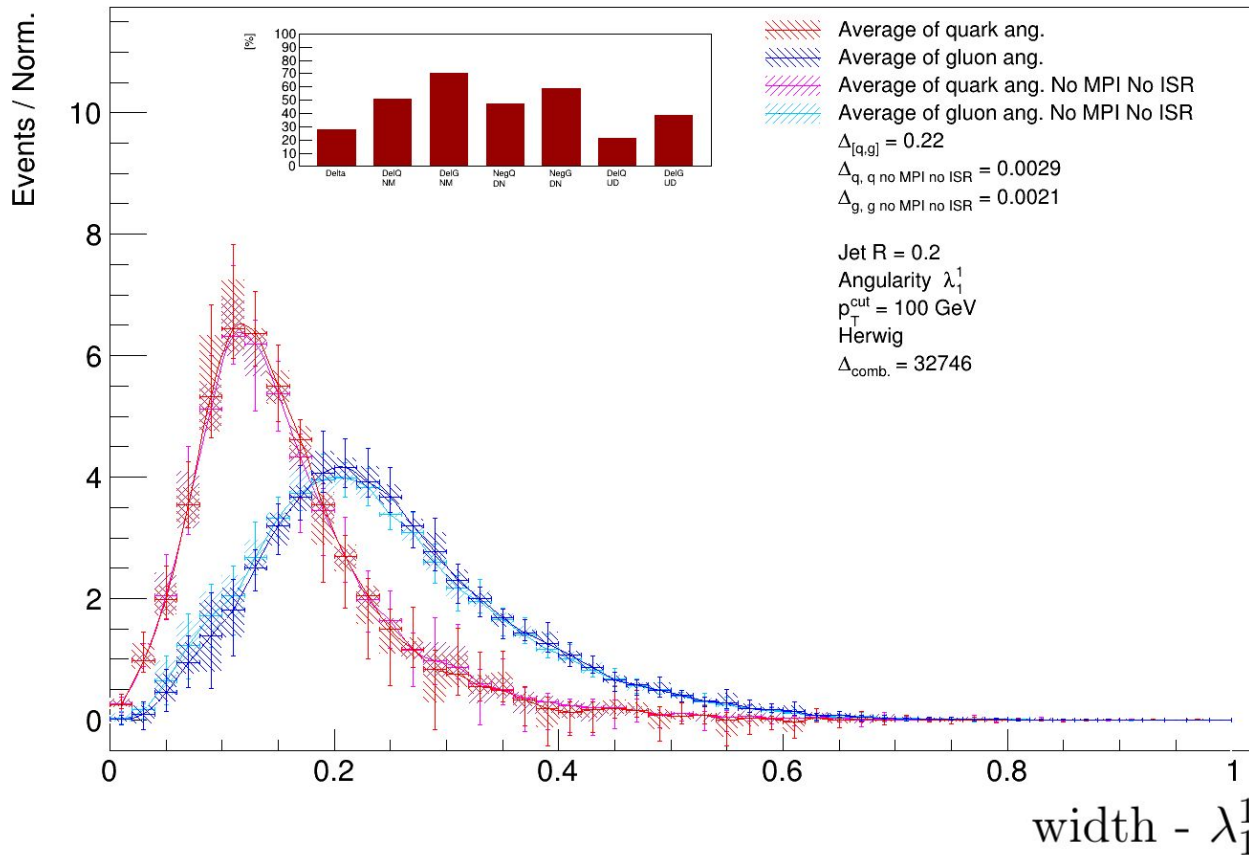 Events / Norm.
10
8
6
4
2
0
[%]
100
90
80
70
60
50
40
30
20
10
0
Delta
DelQ
NM
DelG
NM
NegQ
DN
NegG
DN
DelQ
UD
DelG
UD
Average of quark ang.
Average of gluon ang.
Average of quark ang. No MPI No ISR
Average of gluon ang. No MPI No ISR
Δ[q,g] = 0.22
Δq, q no MPI no ISR = 0.0029
Δg, g no MPI no ISR = 0.0021
Jet R = 0.2
Angularity λ₁¹
p_T^cut = 100 GeV
Herwig
Δcomb. = 32746
0 0.2 0.4 0.6 0.8 1
width - λ₁¹